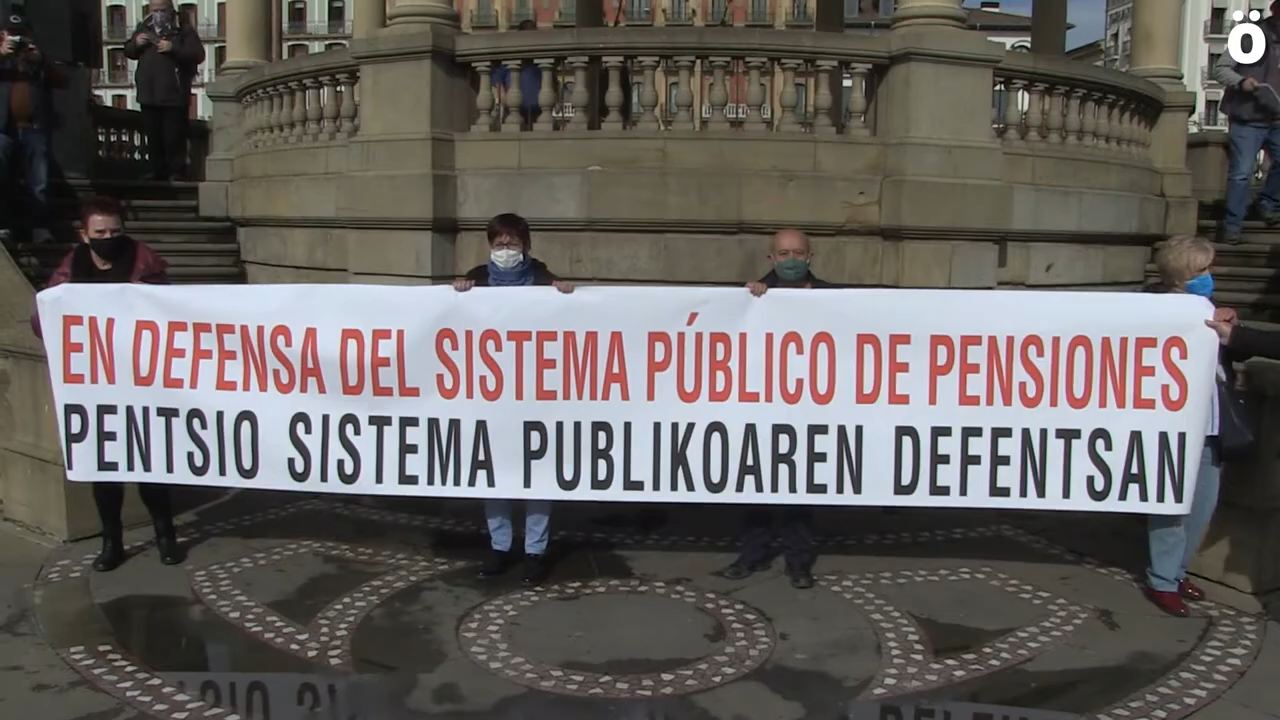 ö
EN DEFENSA DEL SISTEMA PÚBLICO DE PENSIONES
PENTSIO SISTEMA PUBLIKOAREN DEFENTSAN